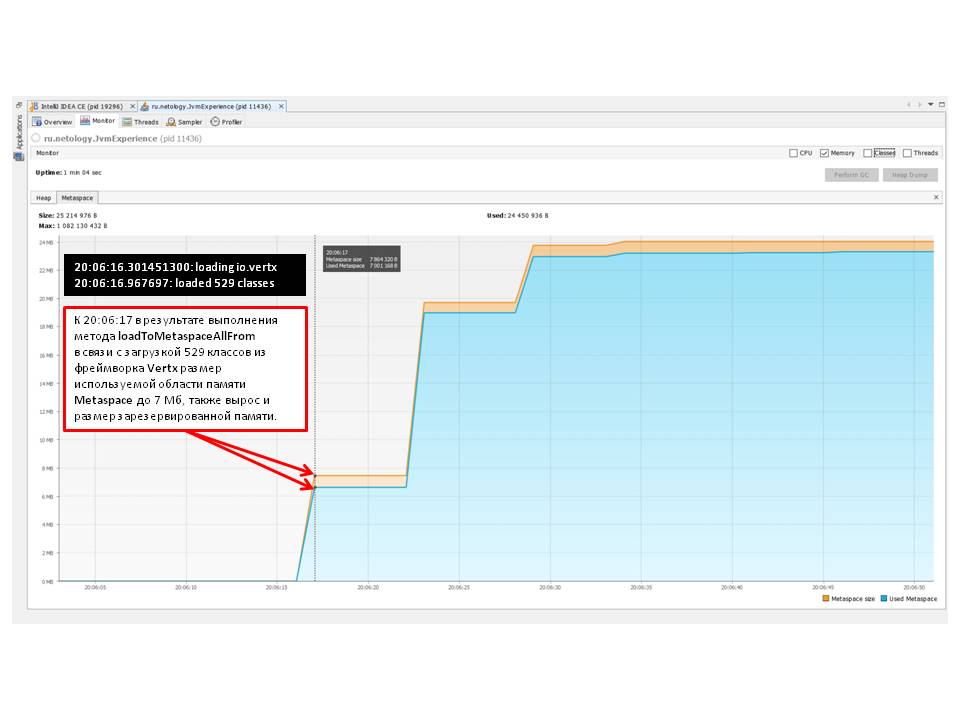 IntelliJ IDEA CE (pid 19296) ru.netology.JvmExperience (pid 11436)
Applications
Overview Monitor Threads Sampler Profiler
ru.netology.JvmExperience (pid 11436)
Monitor CPU Memory Classes Threads
Uptime: 1 min 04 sec
Perform GC Heap Dump
Heap Metaspace
Size: 25 214 976 B Used: 24 450 936 B
Max: 1 082 130 432 B
24 MB
22 MB
20 MB
18 MB
16 MB
14 MB
12 MB
10 MB
8 MB
6 MB
4 MB
2 MB
0 MB
20:06:17
Metaspace size 7 864 320 B
Used Metaspace 7 001 168 B
20:06:16.301451300: loading io.vertx
20:06:16.967697: loaded 529 classes
К 20:06:17 в результате выполнения
метода loadToMetaspaceAllFrom
в связи с загрузкой 529 классов из
фреймворка Vertx размер
используемой области памяти
Metaspace до 7 Мб, также вырос и
размер зарезервированной памяти.
20:06:05 20:06:10 20:06:15 20:06:20 20:06:25 20:06:30 20:06:35 20:06:40 20:06:45 20:06:50
Metaspace size Used Metaspace